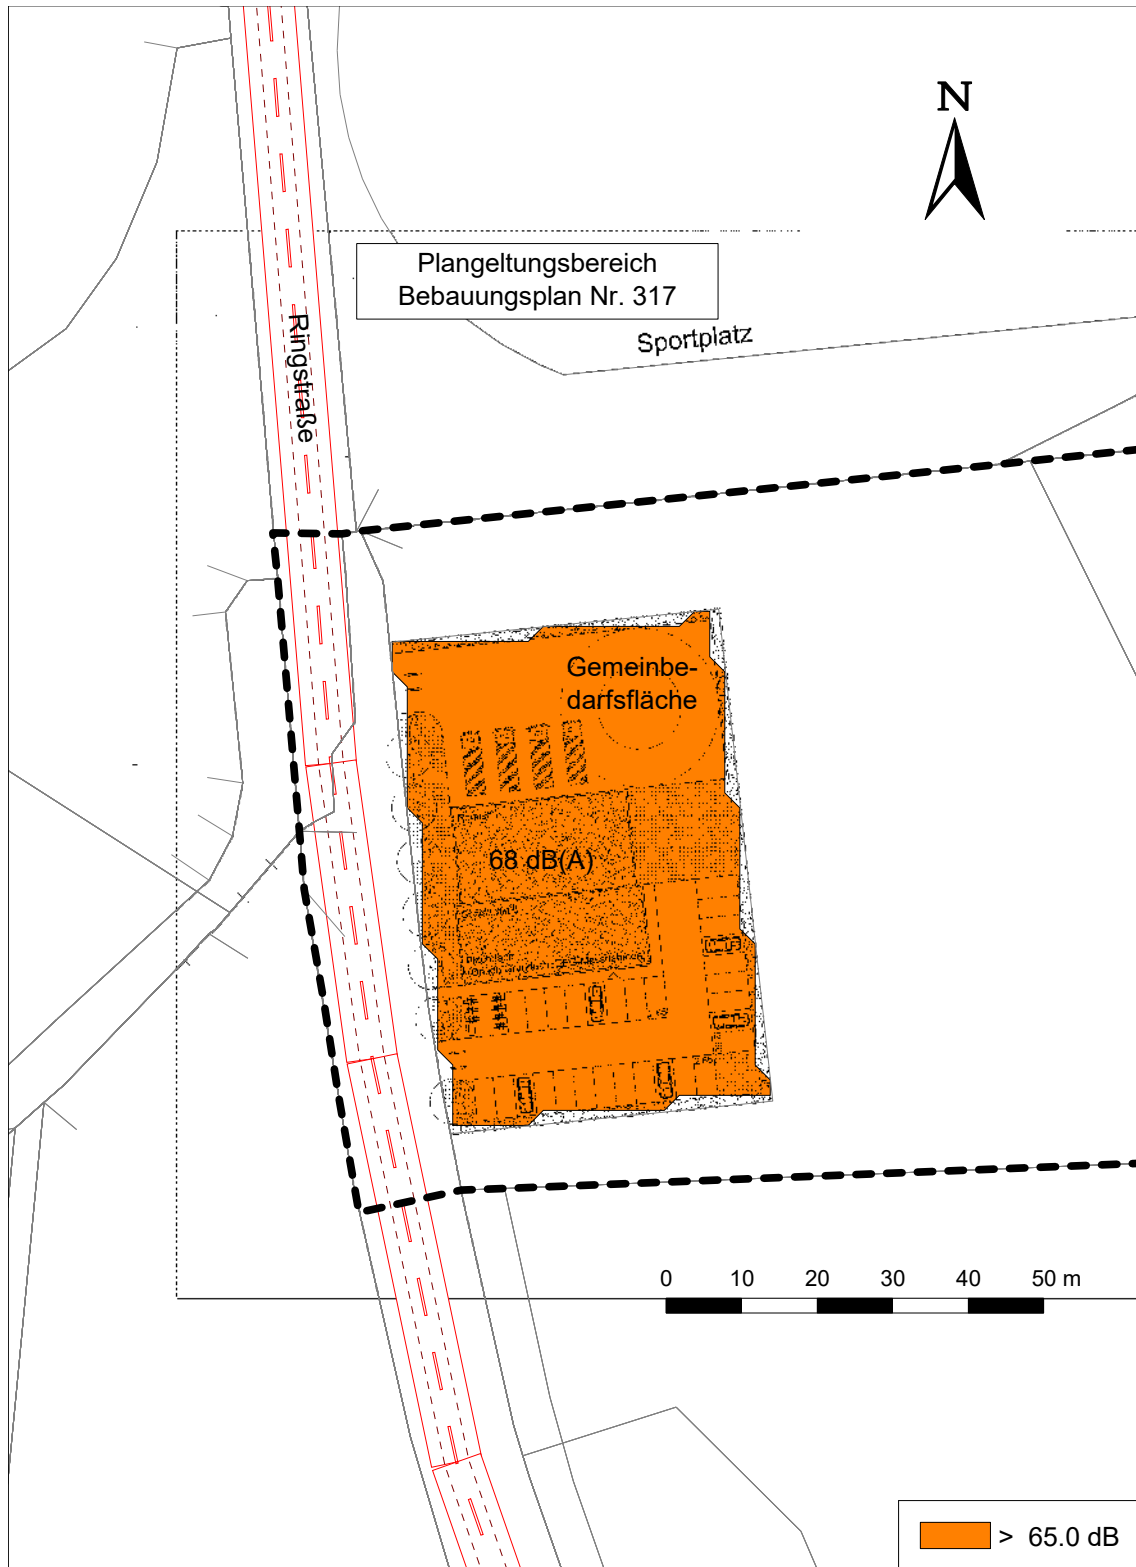 N
Plangeltungsbereich
Bebauungsplan Nr. 317
Ringstraße
Sportplatz
Gemeinbe-
darfsfläche
68 dB(A)
0 10 20 30 40 50 m
> 65.0 dB